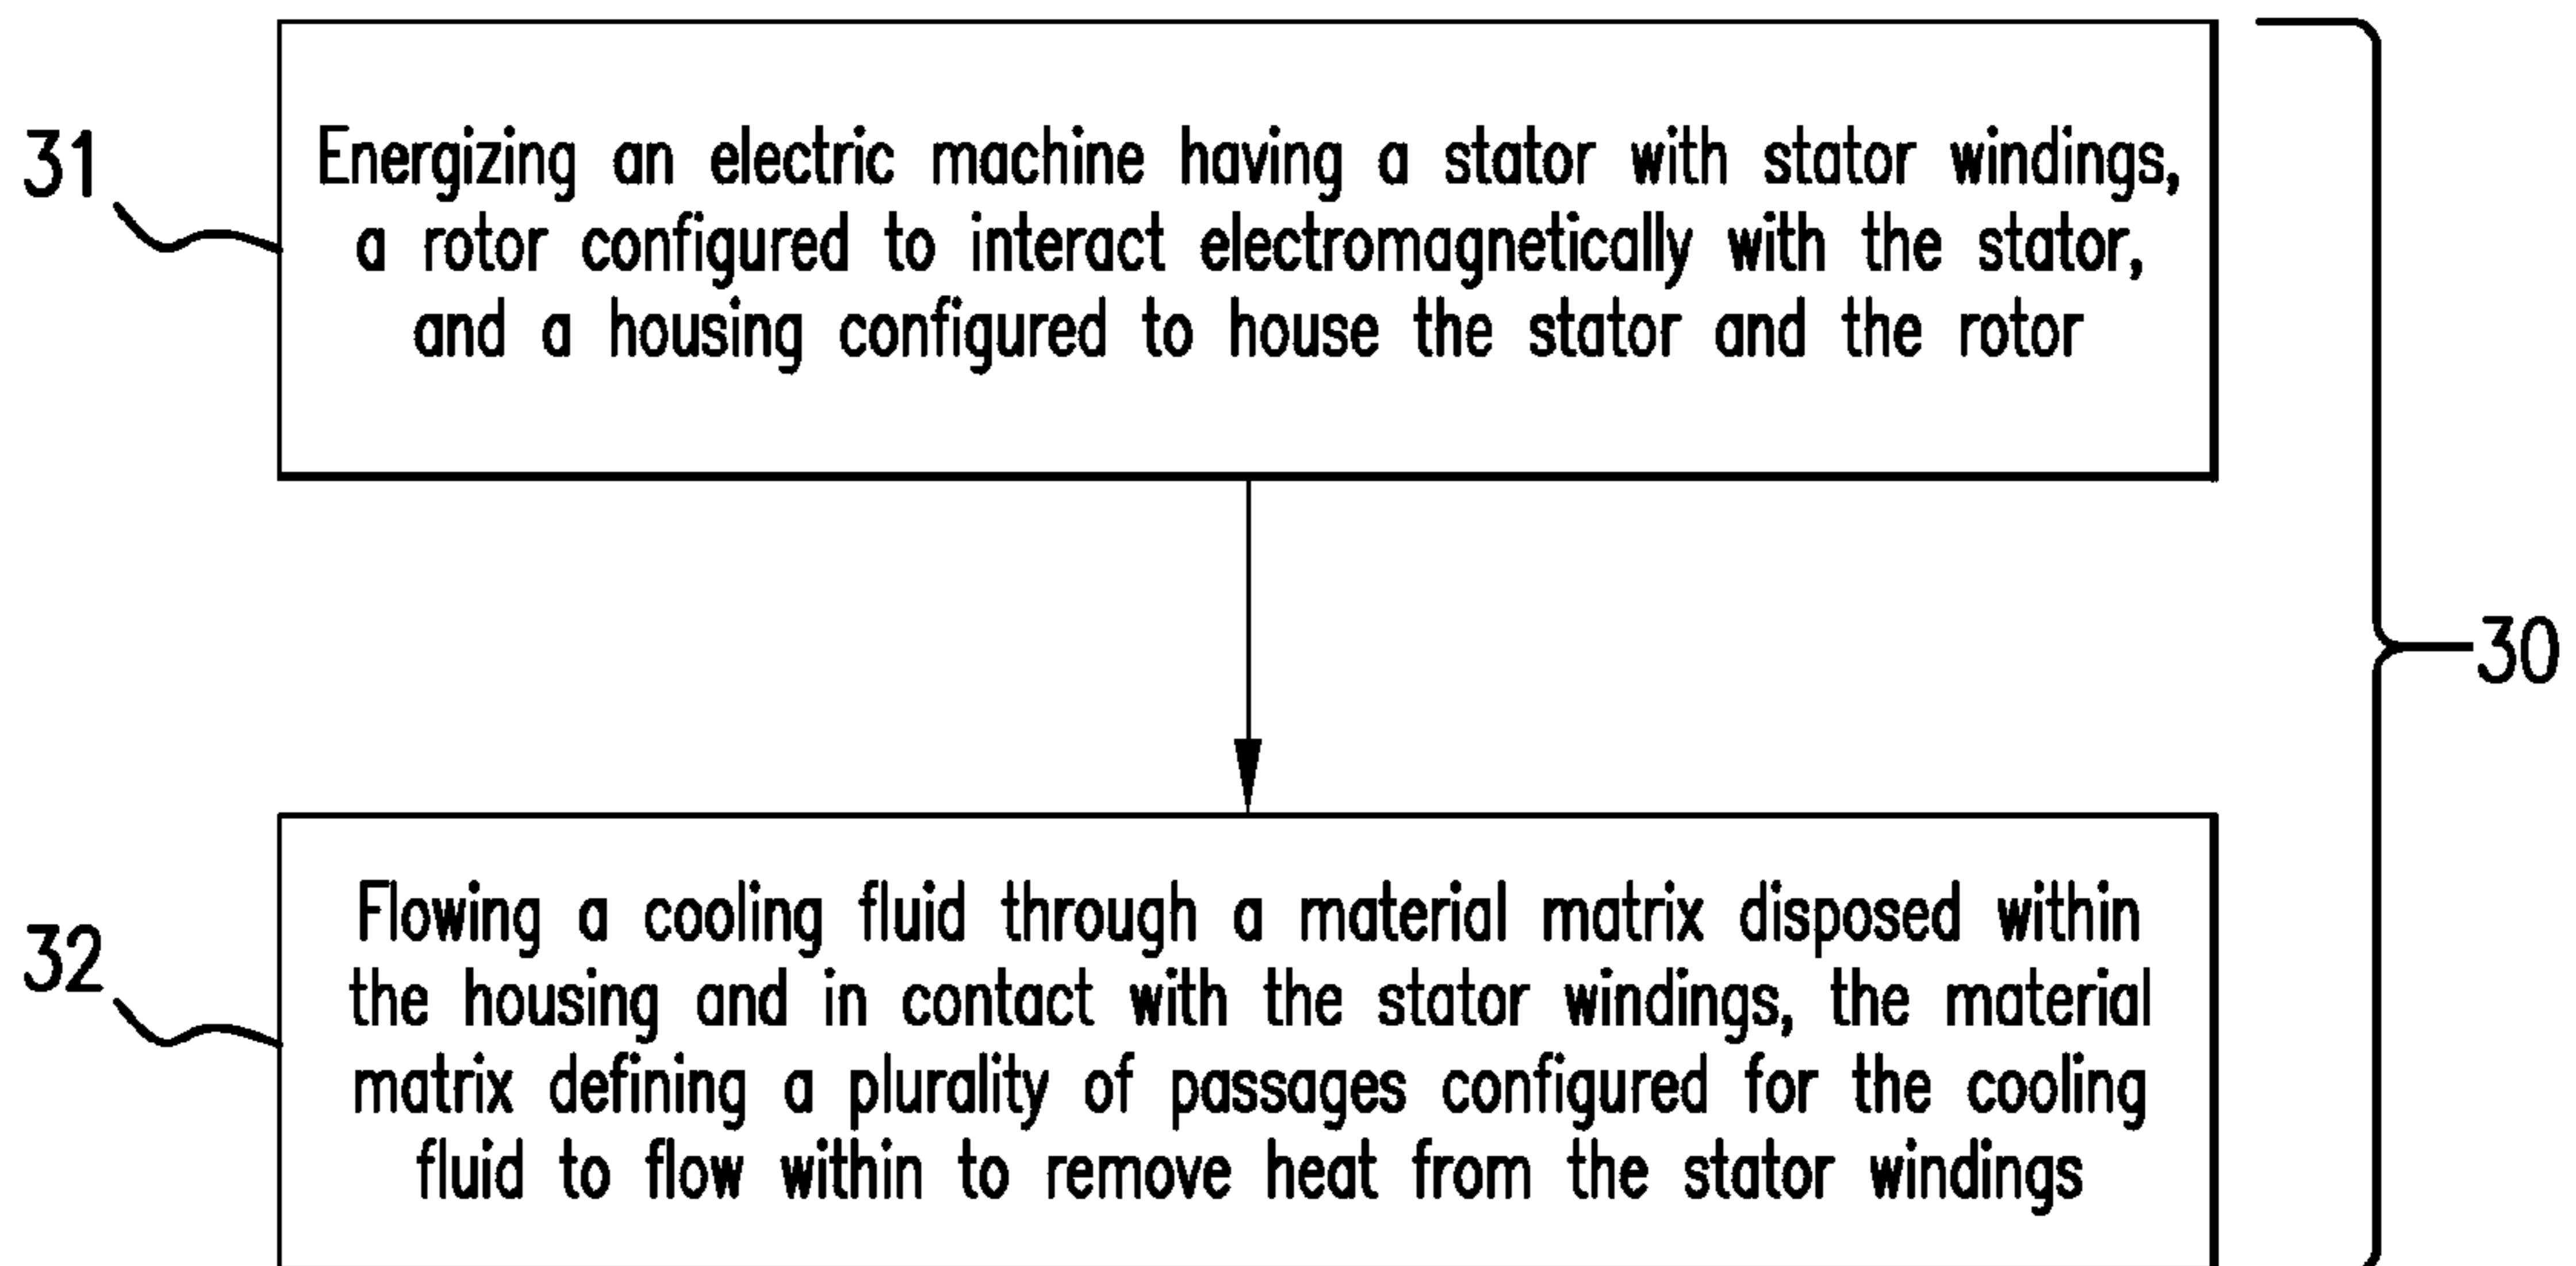 31
Energizing an electric machine having a stator with stator windings,
a rotor configured to interact electromagnetically with the stator,
and a housing configured to house the stator and the rotor
30
32
Flowing a cooling fluid through a material matrix disposed within
the housing and in contact with the stator windings, the material
matrix defining a plurality of passages configured for the cooling
fluid to flow within to remove heat from the stator windings